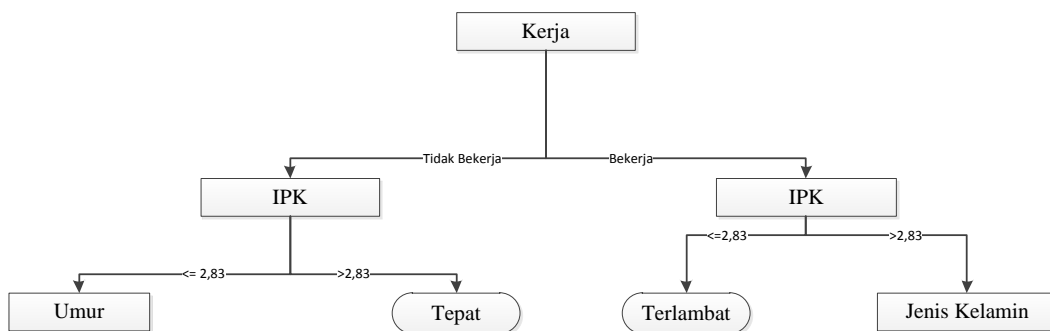 Kerja
Tidak Bekerja
Bekerja
IPK
IPK
<=2,83
>2,83
<= 2,83
>2,83
Umur
Tepat
Terlambat
Jenis Kelamin